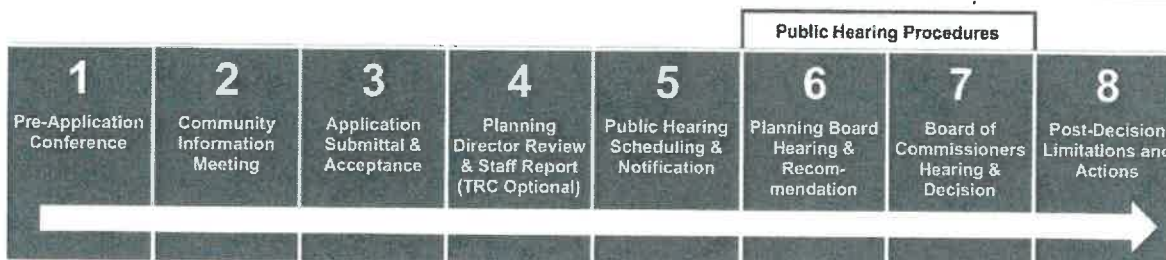 Public Hearing Procedures
1
Pre-Application
Conference
2
Community
Information
Meeting
3
Application
Submittal &
Acceptance
4
Planning
Director Review
& Staff Report
(TRC Optional)
5
Public Hearing
Scheduling &
Notification
6
Planning Board
Hearing &
Recom-
mendation
7
Board of
Commissioners
Hearing &
Decision
8
Post-Decision
Limitations and
Actions